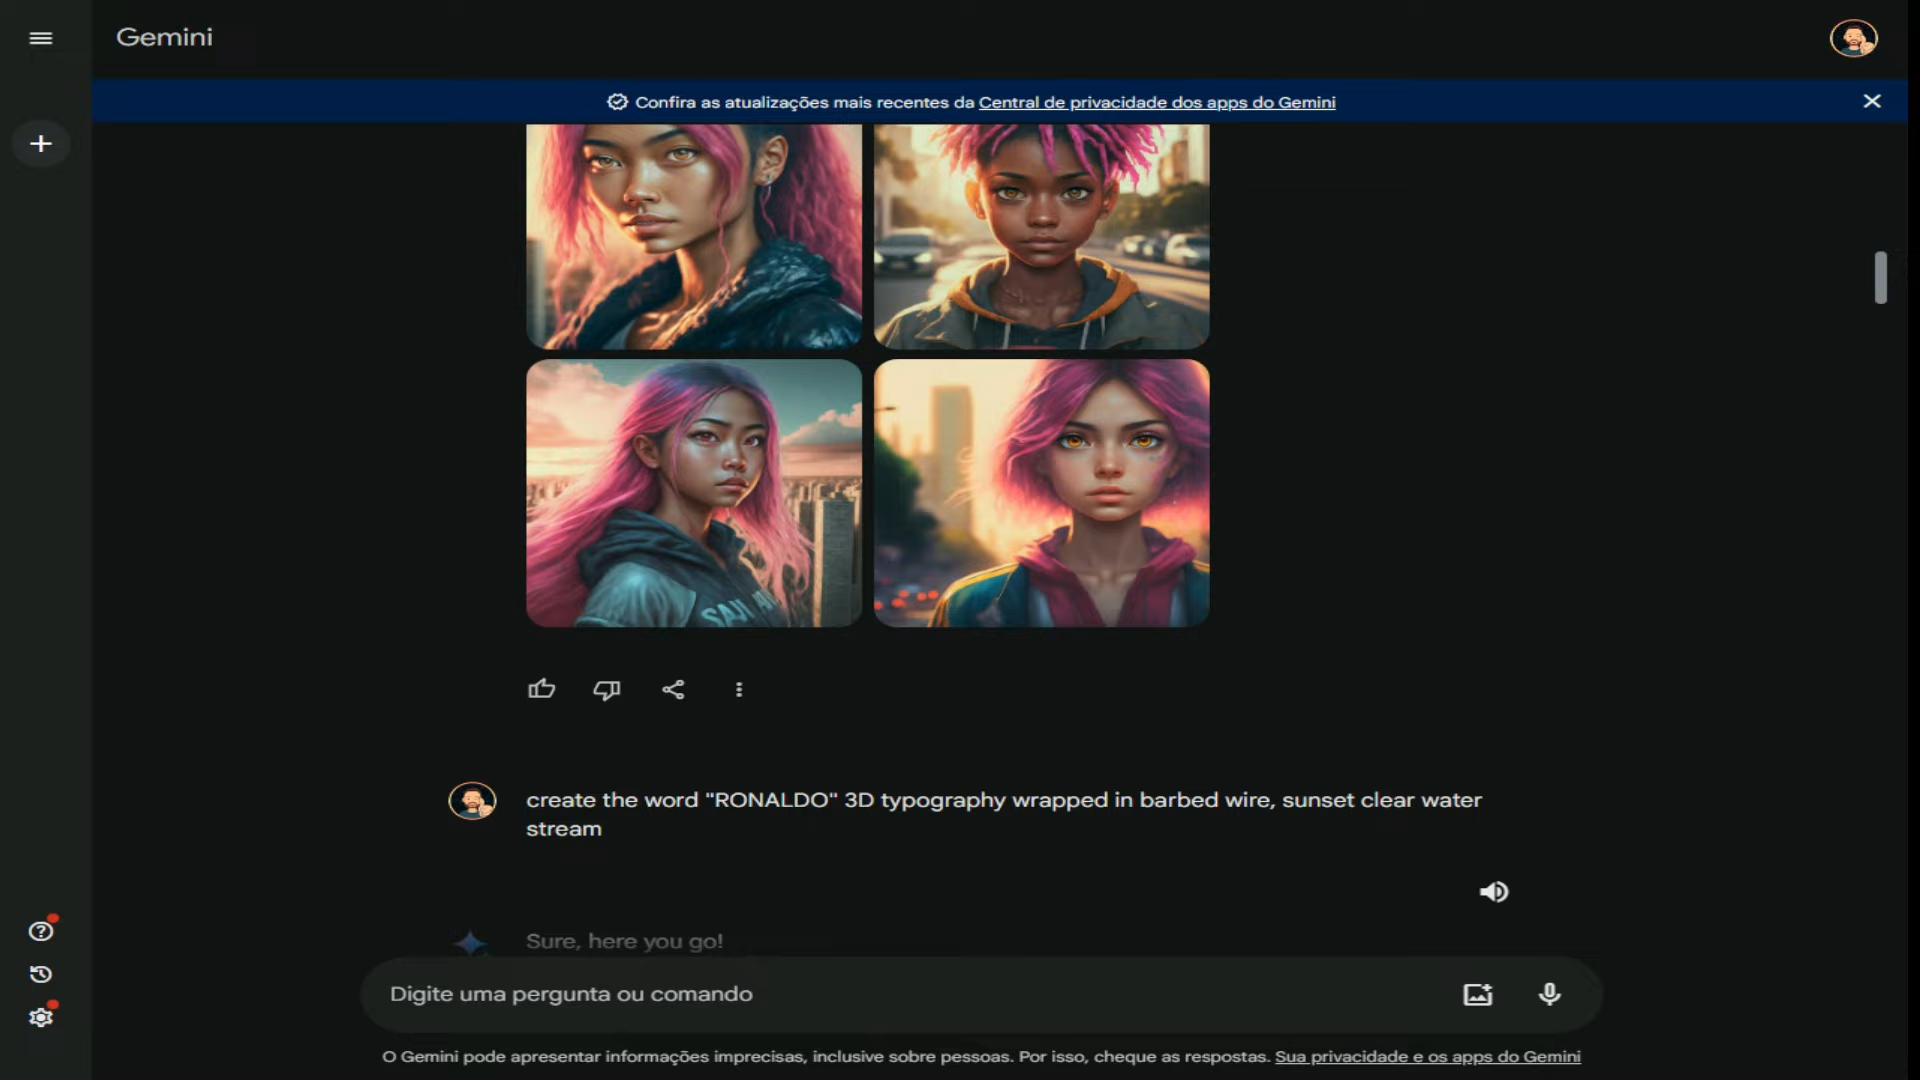 Gemini
Confira as atualizações mais recentes da Central de privacidade dos apps do Gemini
create the word "RONALDO" 3D typography wrapped in barbed wire, sunset clear water
stream
Sure, here you go!
Digite uma pergunta ou comando
O Gemini pode apresentar informações imprecisas, inclusive sobre pessoas. Por isso, cheque as respostas. Sua privacidade e os apps do Gemini